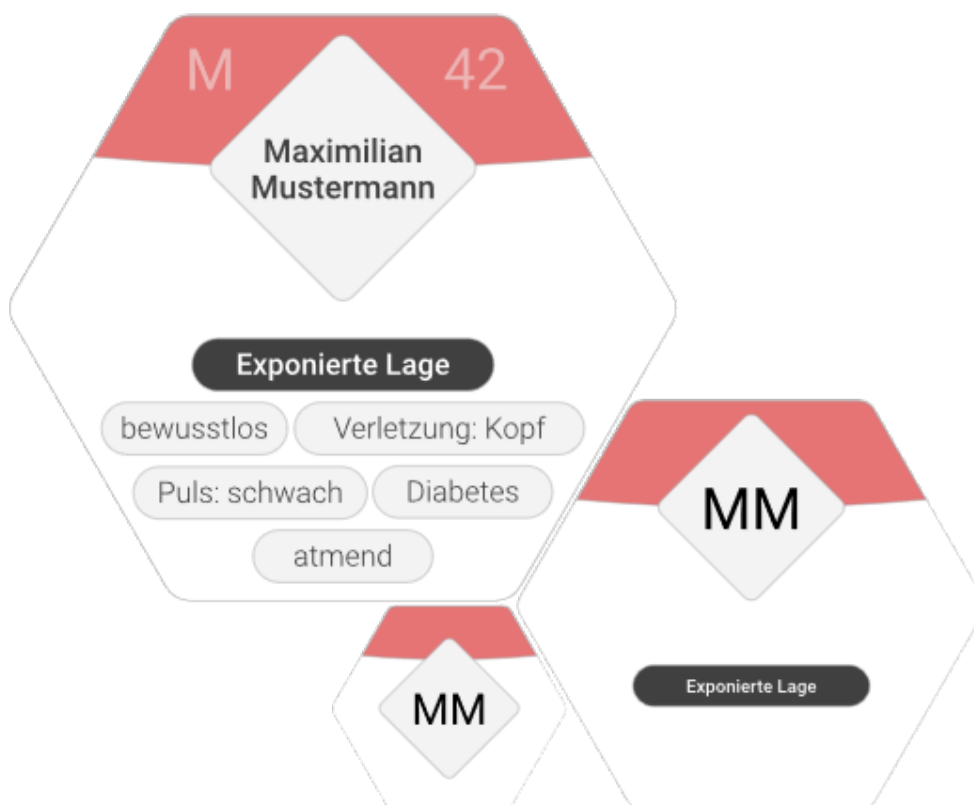 M 42
Maximilian
Mustermann
Exponierte Lage
bewusstlos Verletzung: Kopf
Puls: schwach Diabetes
atmend
MM
Exponierte Lage
MM